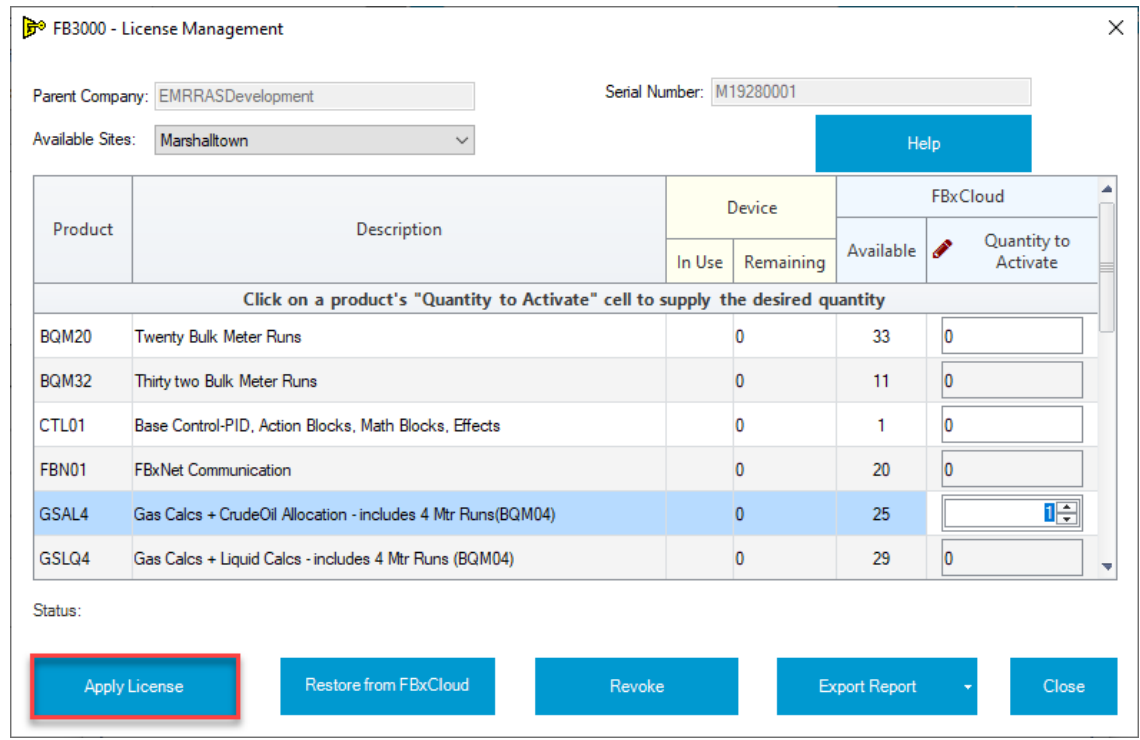 FB3000 - License Management
Parent Company: EMRRASDevelopment Serial Number: M19280001
Available Sites: Marshalltown
Help
Product Description Device FBxCloud
In Use Remaining Available Quantity to Activate
Click on a product's "Quantity to Activate" cell to supply the desired quantity
BQM20 Twenty Bulk Meter Runs 0 33 0
BQM32 Thirty two Bulk Meter Runs 0 11 0
CTL01 Base Control-PID, Action Blocks, Math Blocks, Effects 0 1 0
FBN01 FBxNet Communication 0 20 0
GSAL4 Gas Calcs + CrudeOil Allocation - includes 4 Mtr Runs(BQM04) 0 25 1
GSLQ4 Gas Calcs + Liquid Calcs - includes 4 Mtr Runs (BQM04) 0 29 0
Status:
Apply License Restore from FBxCloud Revoke Export Report Close